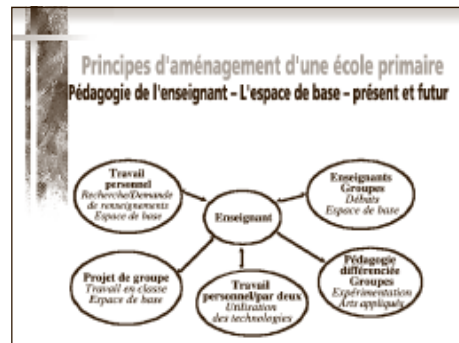 Principes d'aménagement d'une école primaire
Pédagogie de l'enseignant – L'espace de base – présent et futur
Travail
personnel
Recherche/Demande
de renseignements
Espace de base
Enseignants
Groupes
Débats
Espace de base
Enseignant
Projet de groupe
Travail en classe
Espace de base
Travail
personnel/par deux
Utilisation
des technologies
Pédagogie
différenciée
Groupes
Expérimentation
Arts appliqués